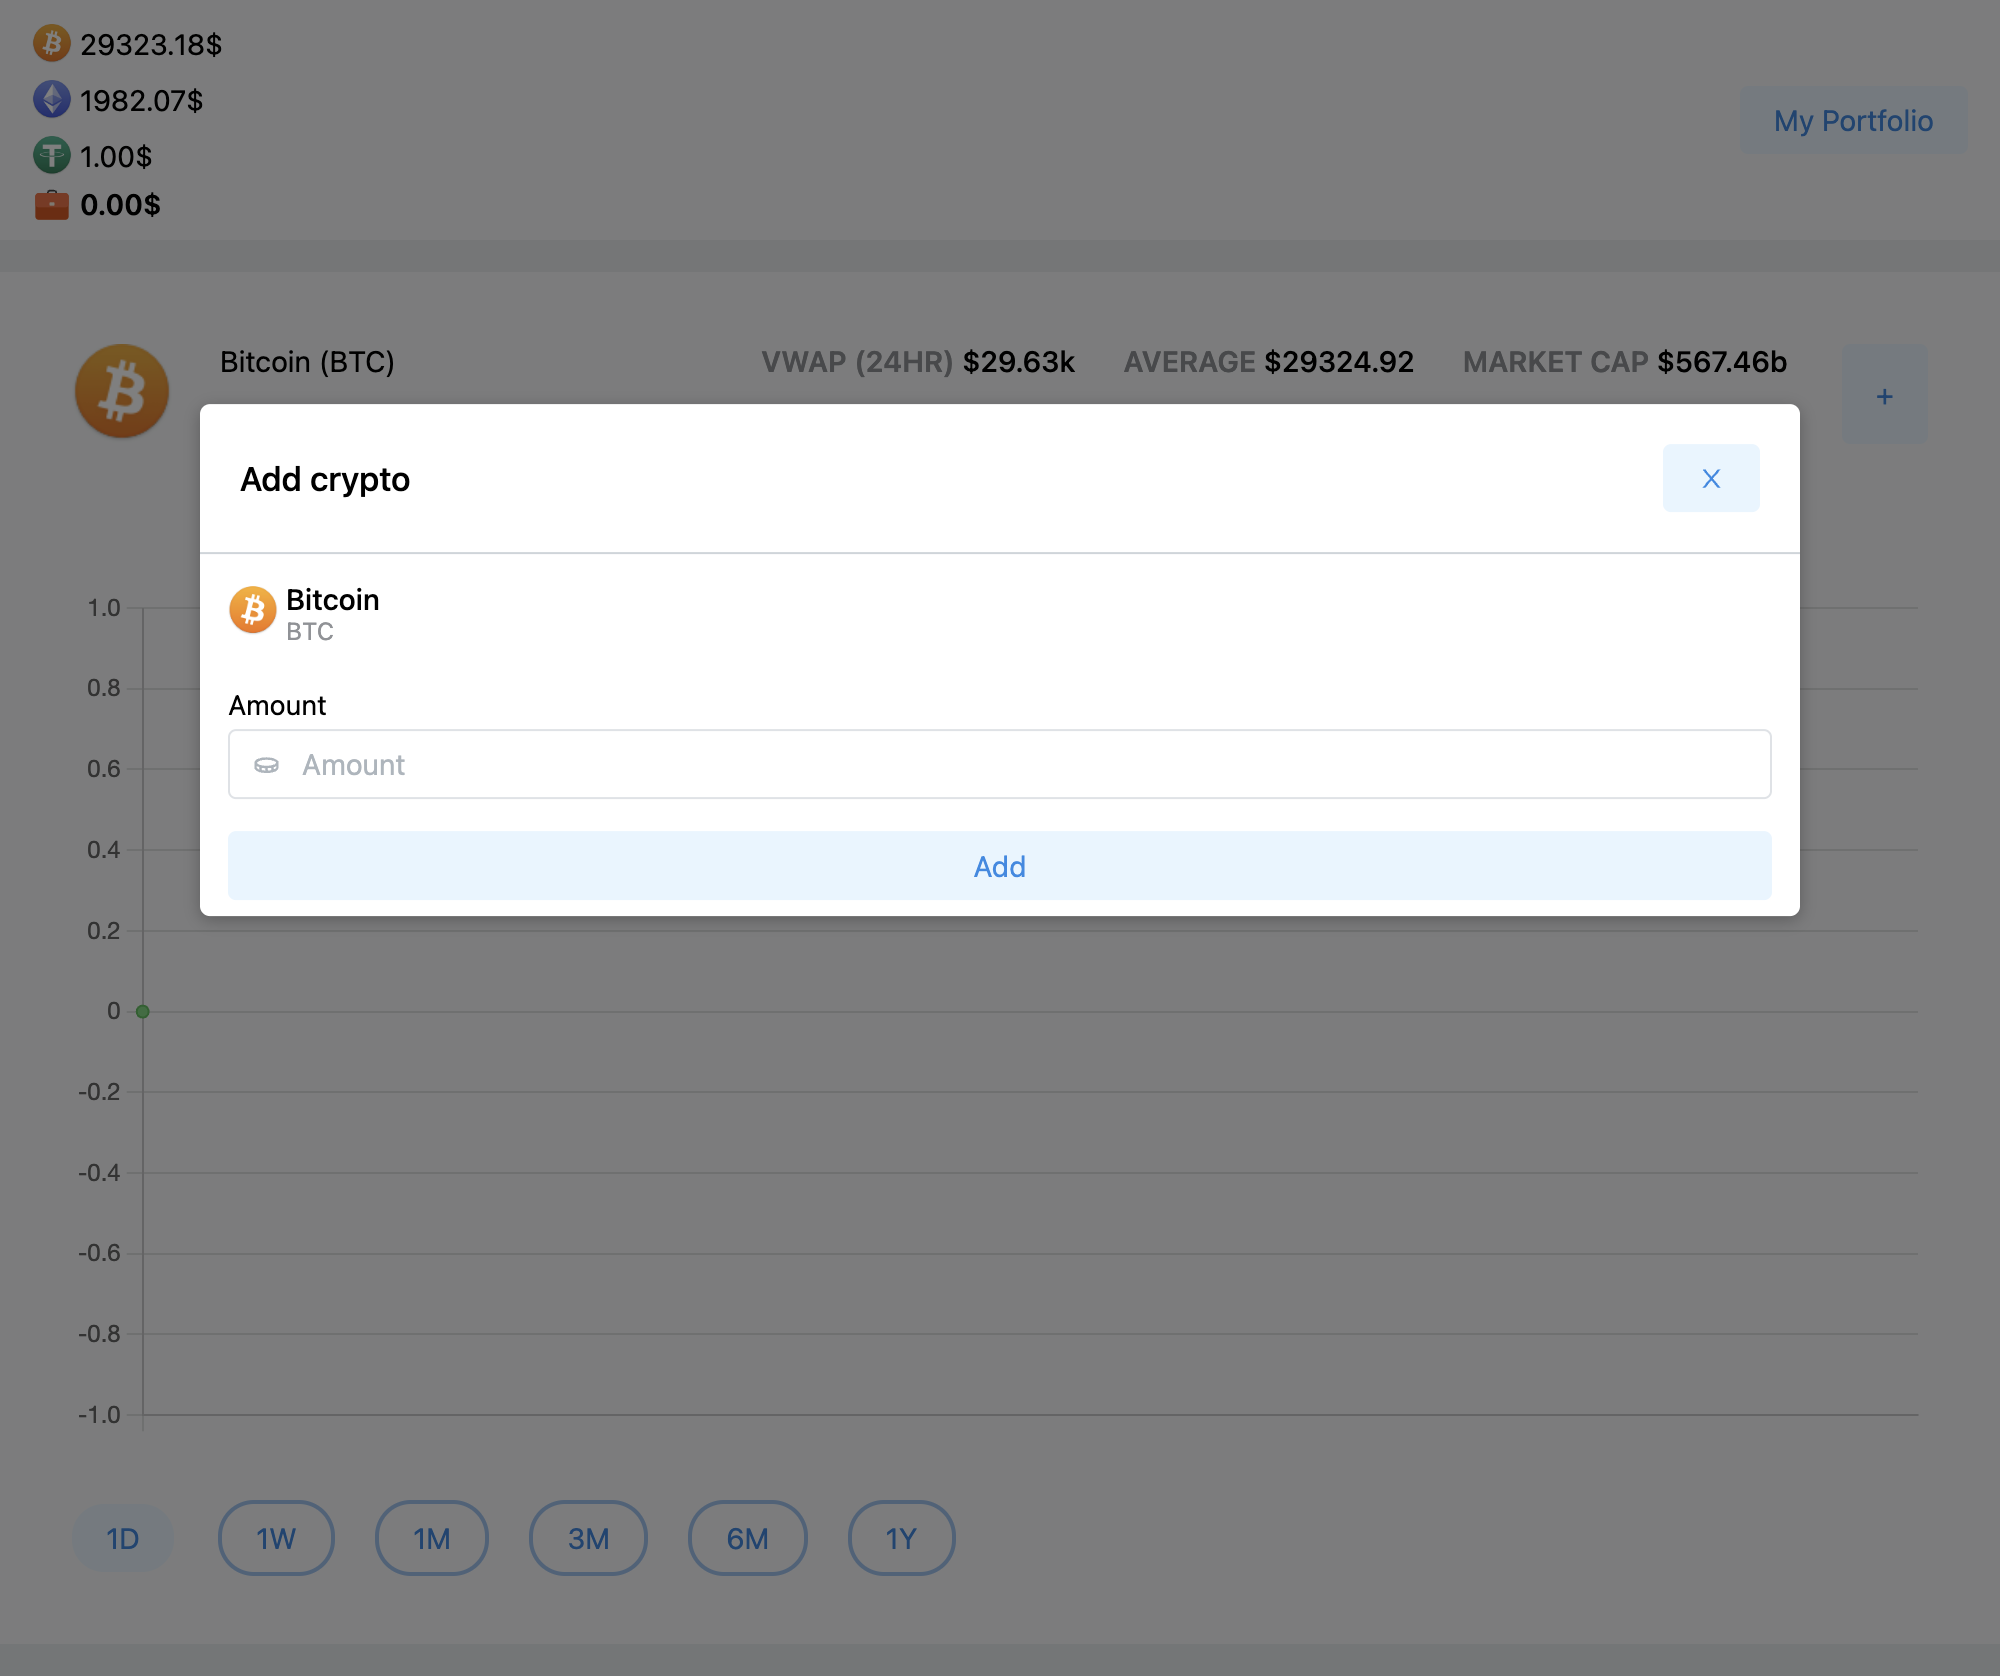 29323.18$
1982.07$
1.00$
0.00$
My Portfolio
Bitcoin (BTC)
VWAP (24HR) $29.63k AVERAGE $29324.92 MARKET CAP $567.46b
+
Add crypto
X
Bitcoin
BTC
Amount
Amount
Add
1.0
0.8
0.6
0.4
0.2
0
-0.2
-0.4
-0.6
-0.8
-1.0
1D 1W 1M 3M 6M 1Y